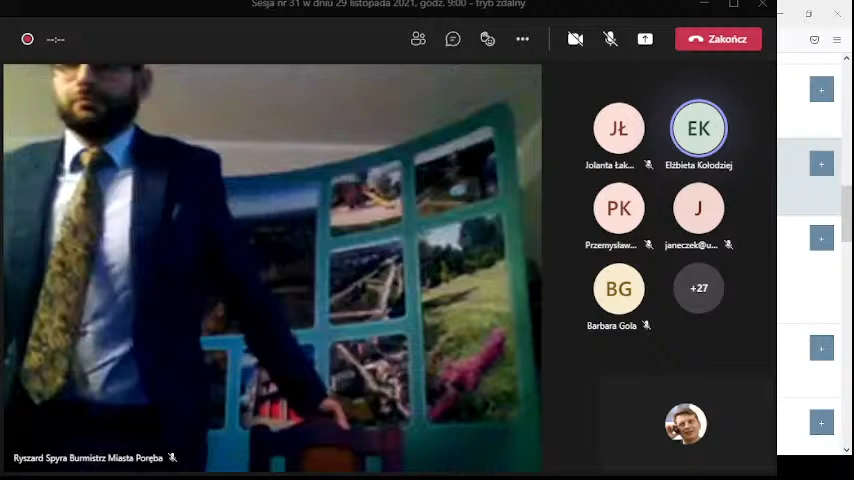 Sesja nr 31 w dniu 29 listopada 2021, godz. 9:00 - tryb zdalny
--:--
Zakończ
JŁ
EK
Jolanta Łak...
Elżbieta Kołodziej
PK
J
Przemysław...
janeczek@u...
BG
+27
Barbara Gola
Ryszard Spyra Burmistrz Miasta Poręba